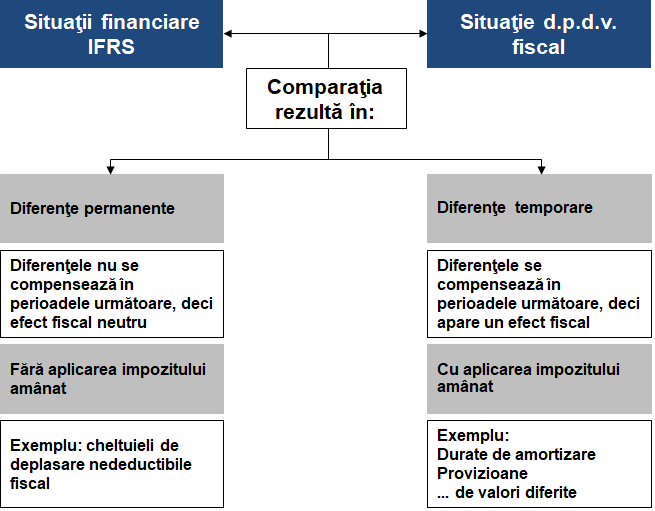 Situaţii financiare
IFRS
Situaţie d.p.d.v.
fiscal
Comparaţia
rezultă în:
Diferenţe permanente
Diferenţe temporare
Diferenţele nu se
compensează în
perioadele următoare, deci
efect fiscal neutru
Diferenţele se
compensează în
perioadele următoare, deci
apare un efect fiscal
Fără aplicarea impozitului
amânat
Cu aplicarea impozitului
amânat
Exemplu: cheltuieli de
deplasare nedeductibile
fiscal
Exemplu:
Durate de amortizare
Provizioane
... de valori diferite